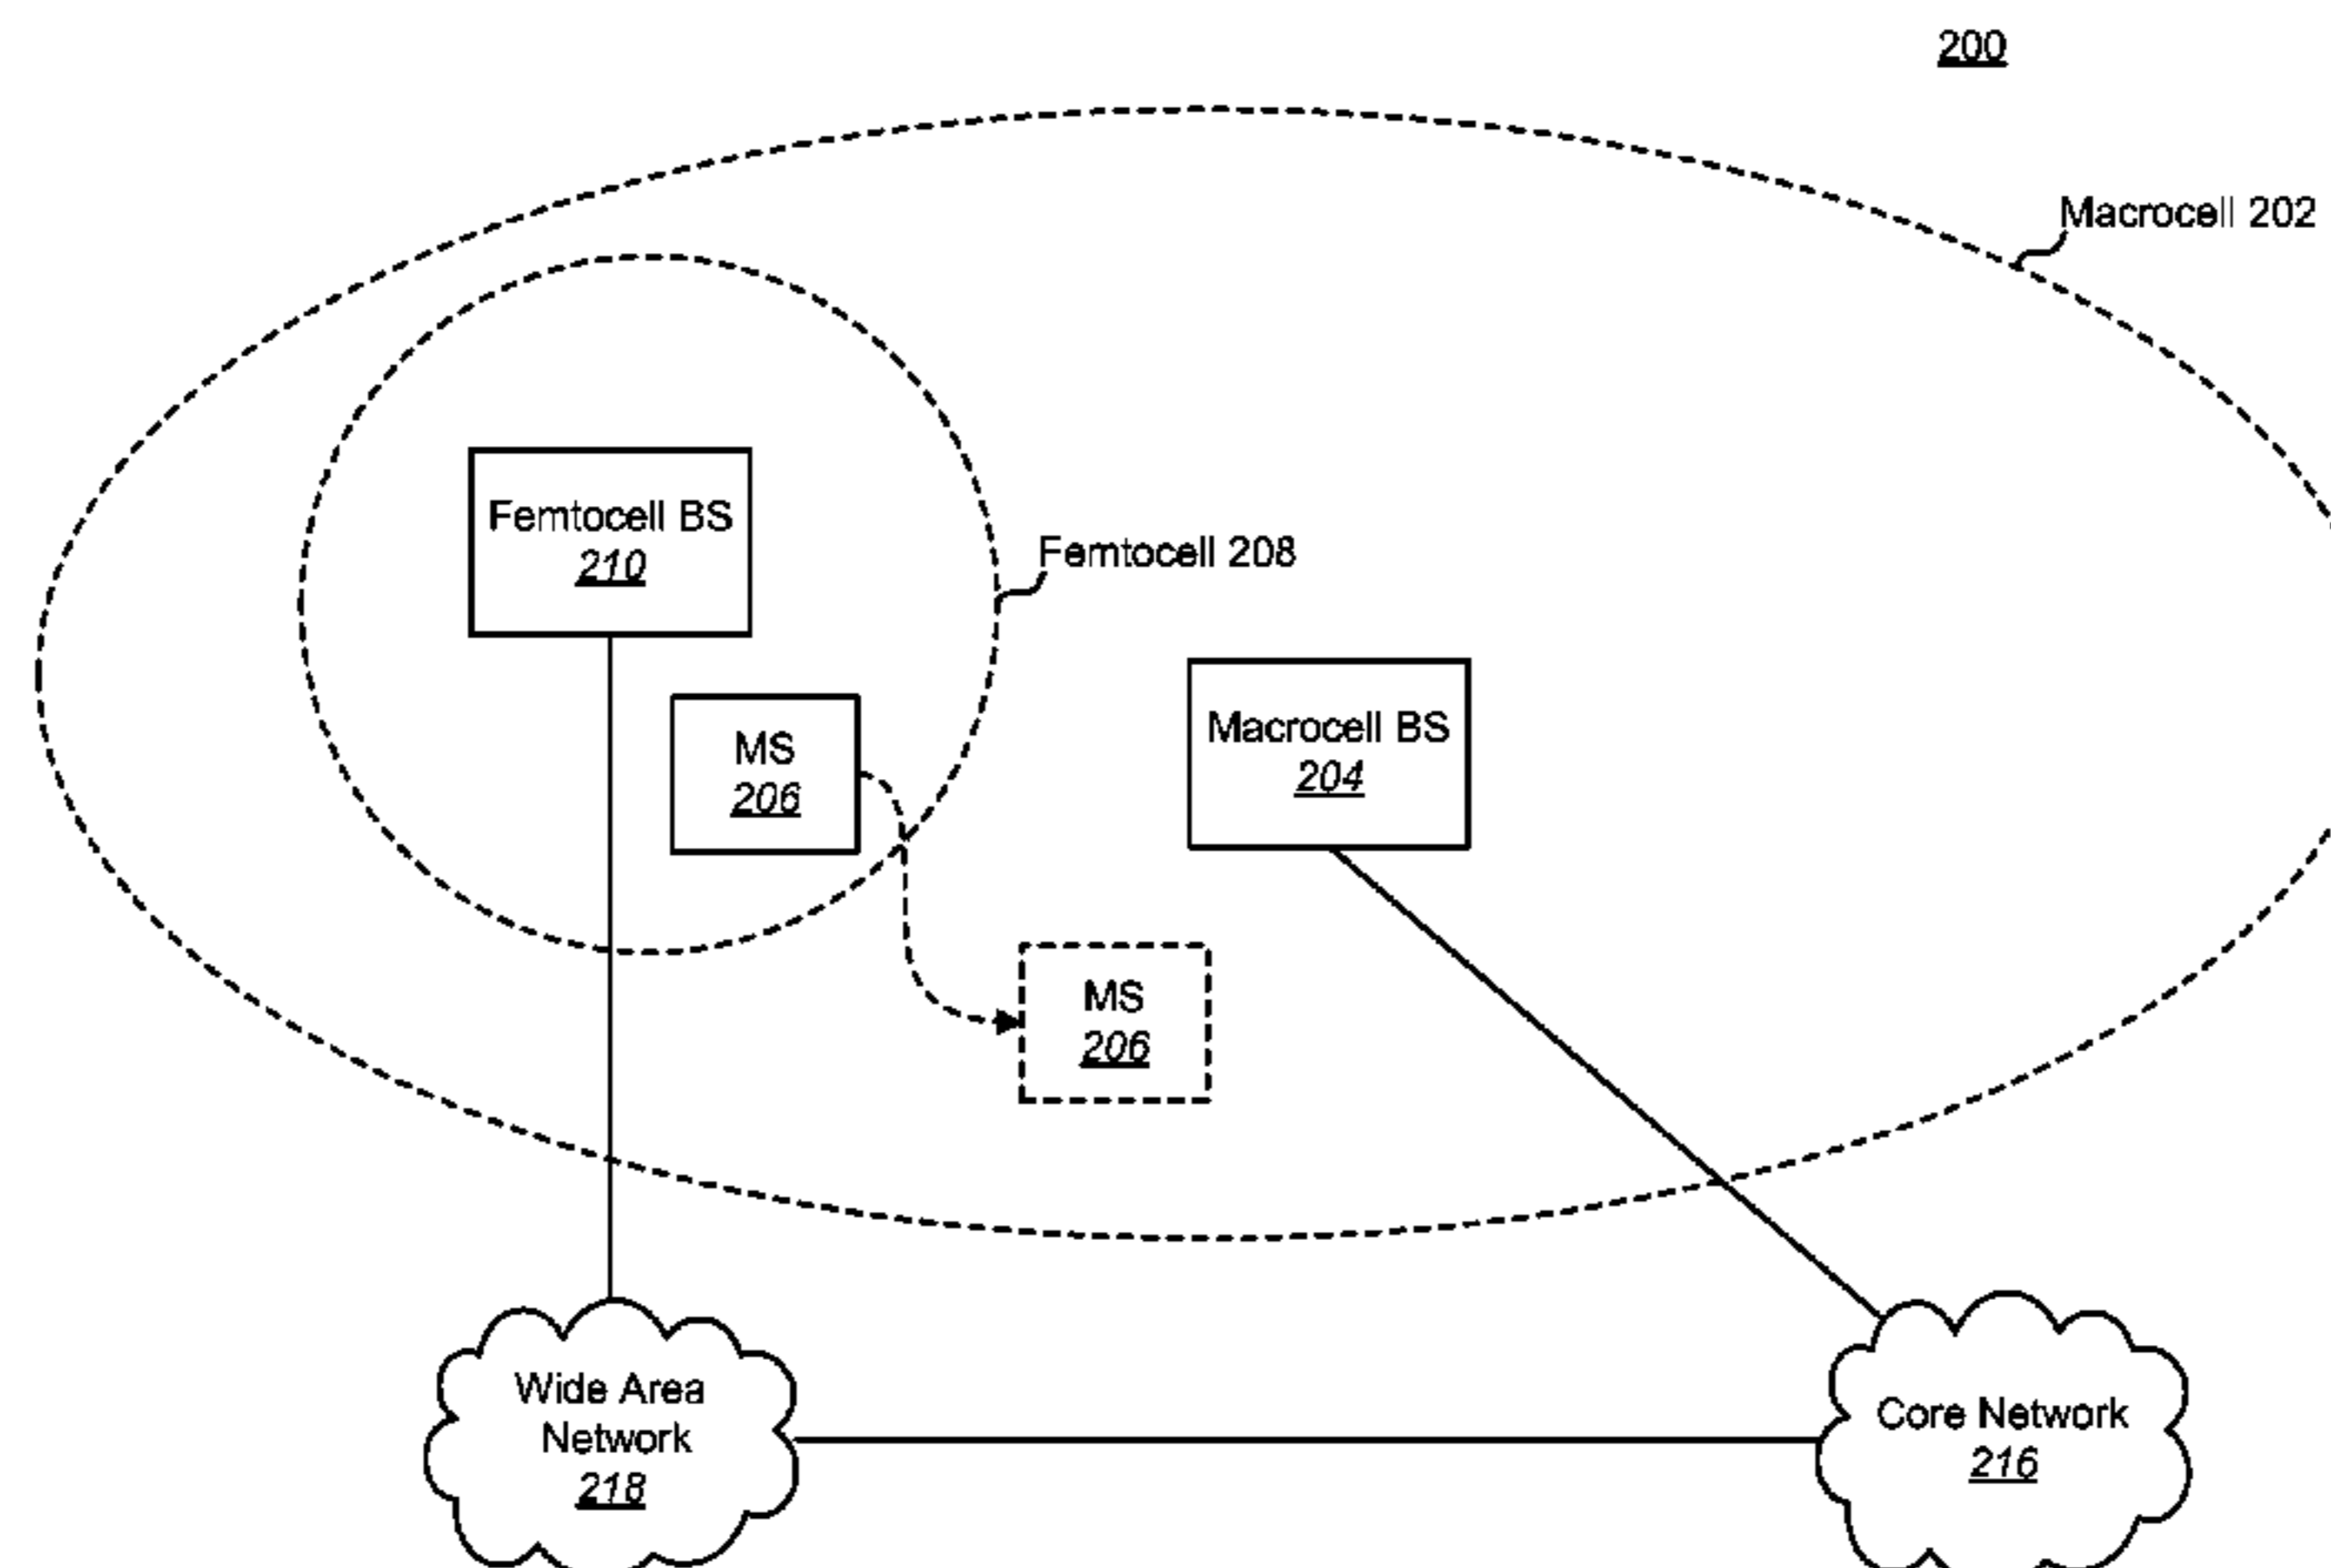 200
Macrocell 202
Femtocell BS
210
Femtocell 208
Macrocell BS
204
MS
206
MS
206
Wide Area
Network
218
Core Network
216